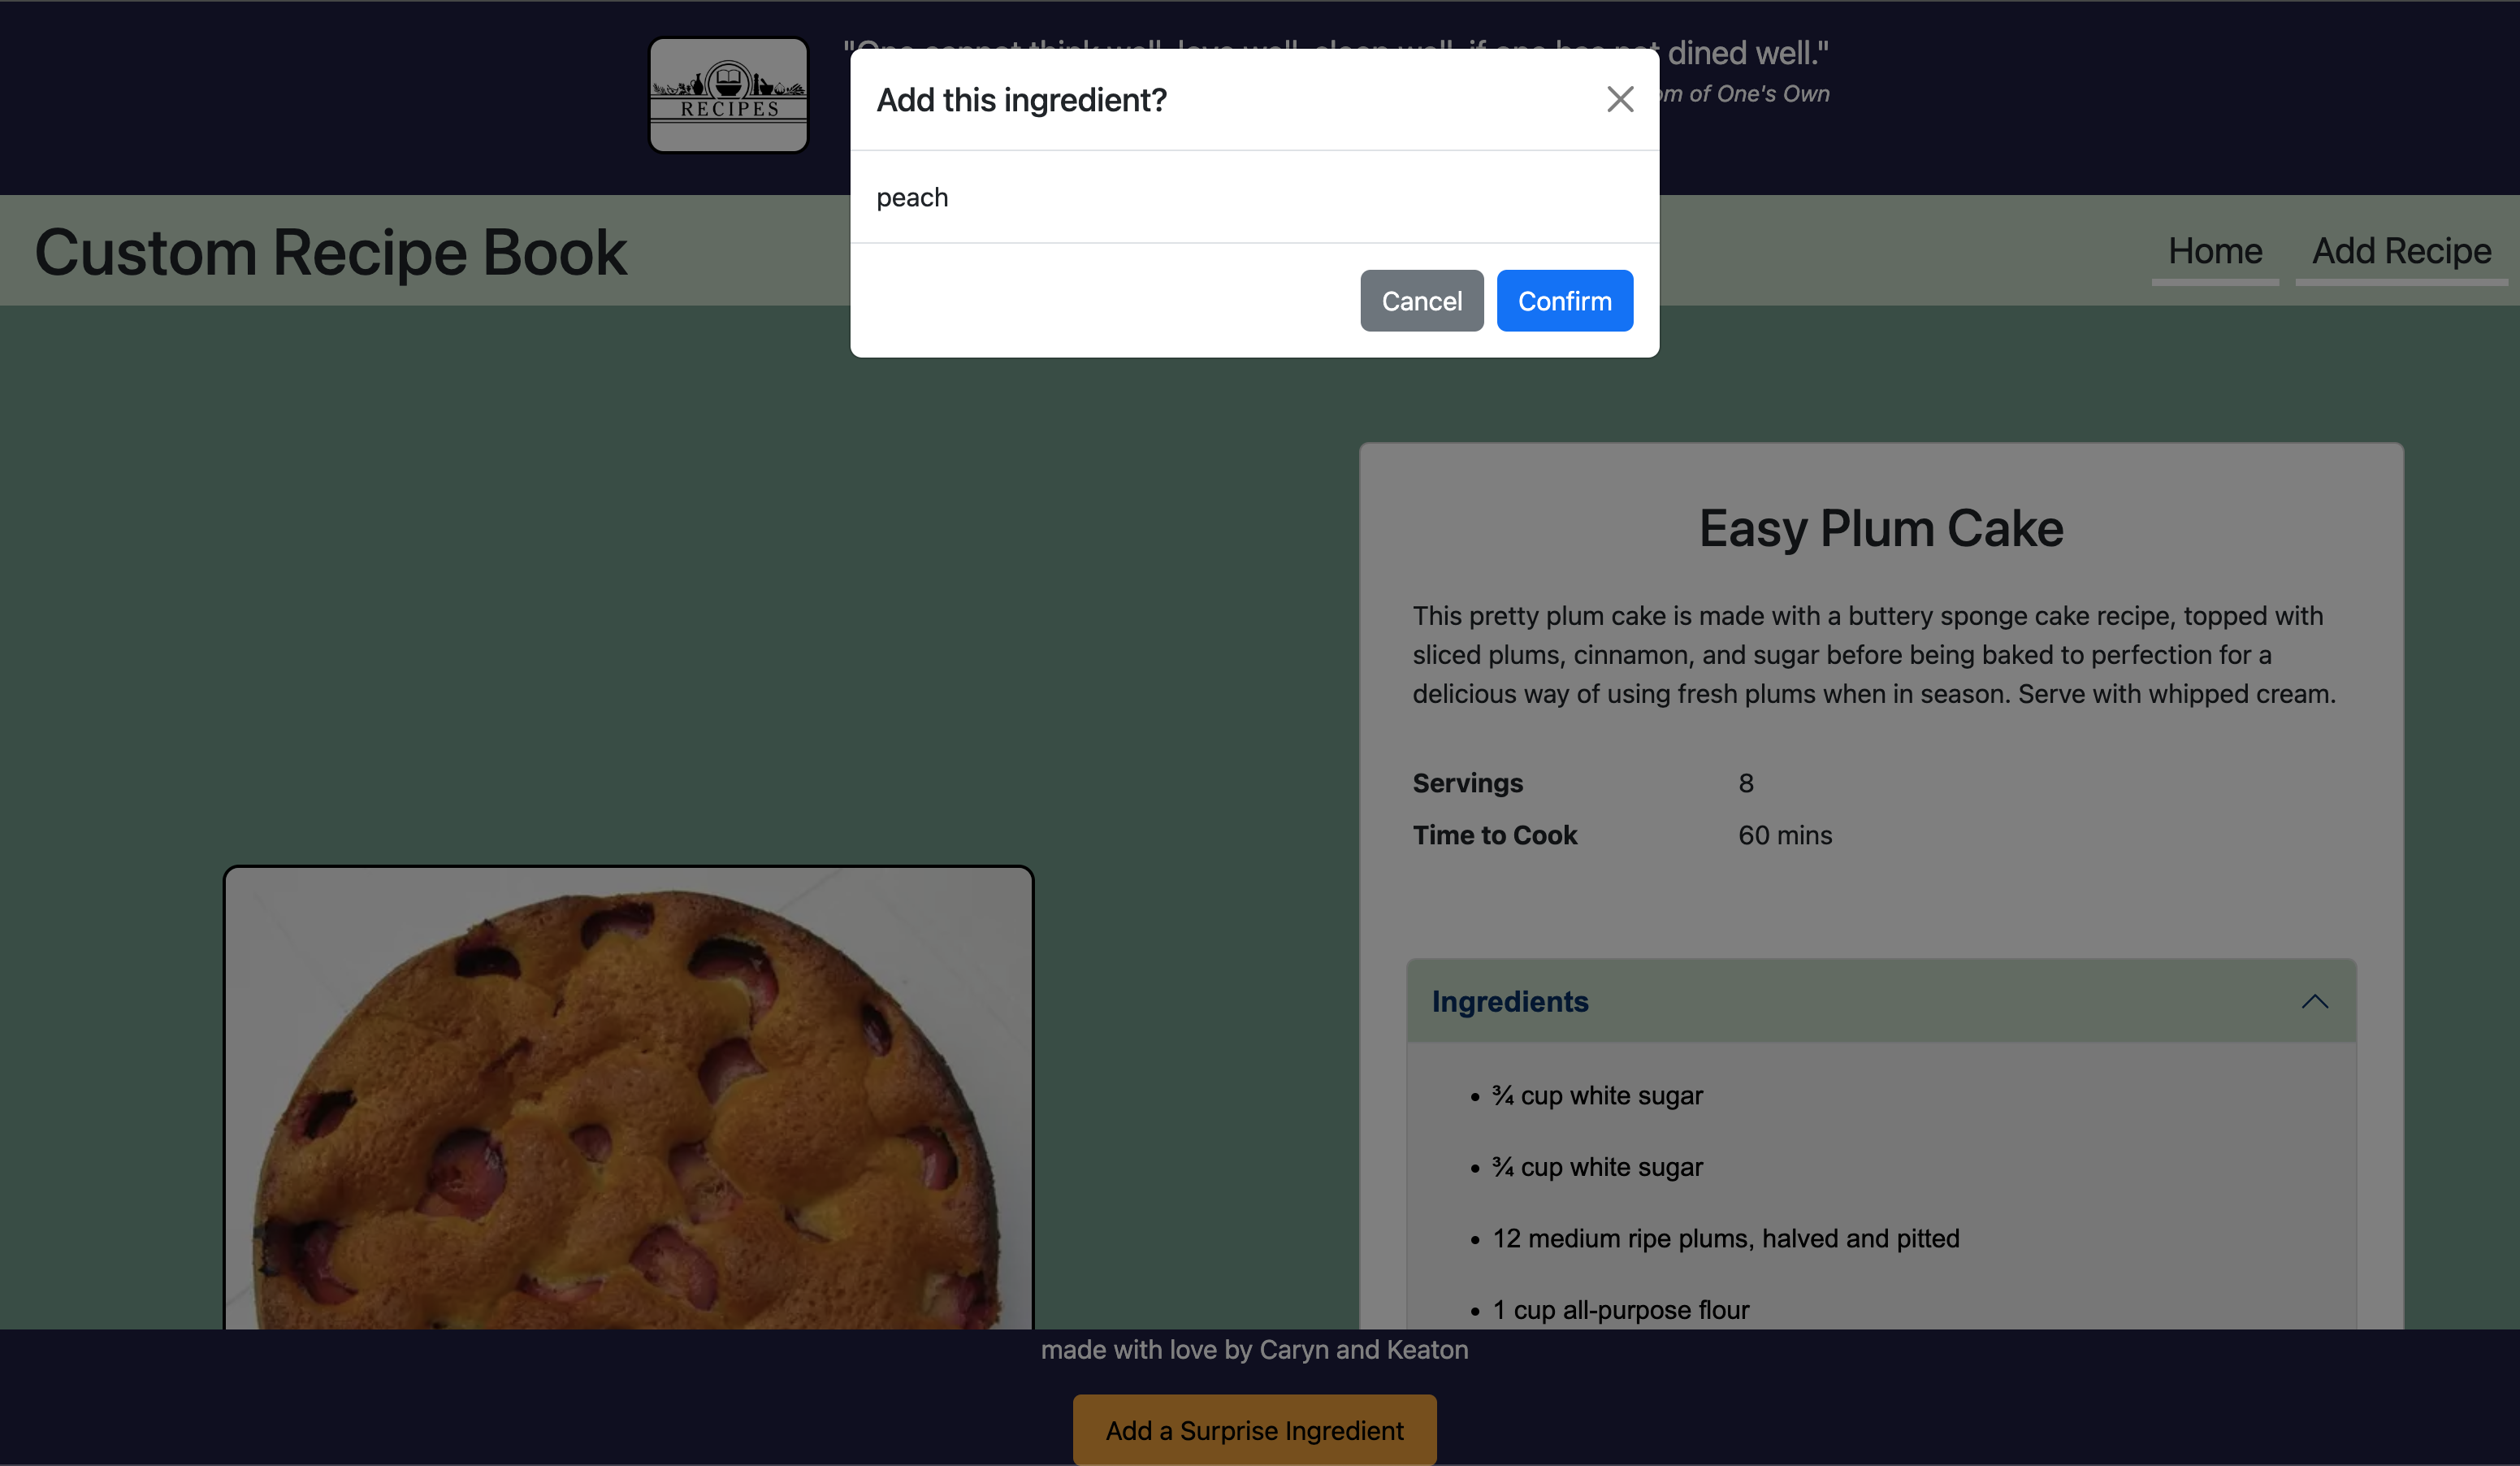 RECIPES
dined well."
of One's Own
Add this ingredient?
peach
Cancel Confirm
Custom Recipe Book
Home Add Recipe
Easy Plum Cake
This pretty plum cake is made with a buttery sponge cake recipe, topped with
sliced plums, cinnamon, and sugar before being baked to perfection for a
delicious way of using fresh plums when in season. Serve with whipped cream.
Servings 8
Time to Cook 60 mins
Ingredients
• ¾ cup white sugar
• ¾ cup white sugar
• 12 medium ripe plums, halved and pitted
• 1 cup all-purpose flour
made with love by Caryn and Keaton
Add a Surprise Ingredient